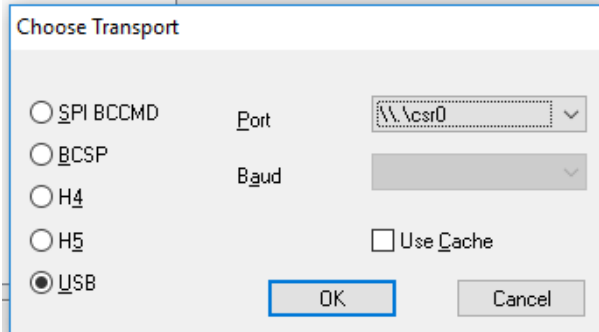 Choose Transport
SPI BCCMD
BCSP
H4
H5
USB
Port
\\.\csr0
Baud
Use Cache
OK
Cancel